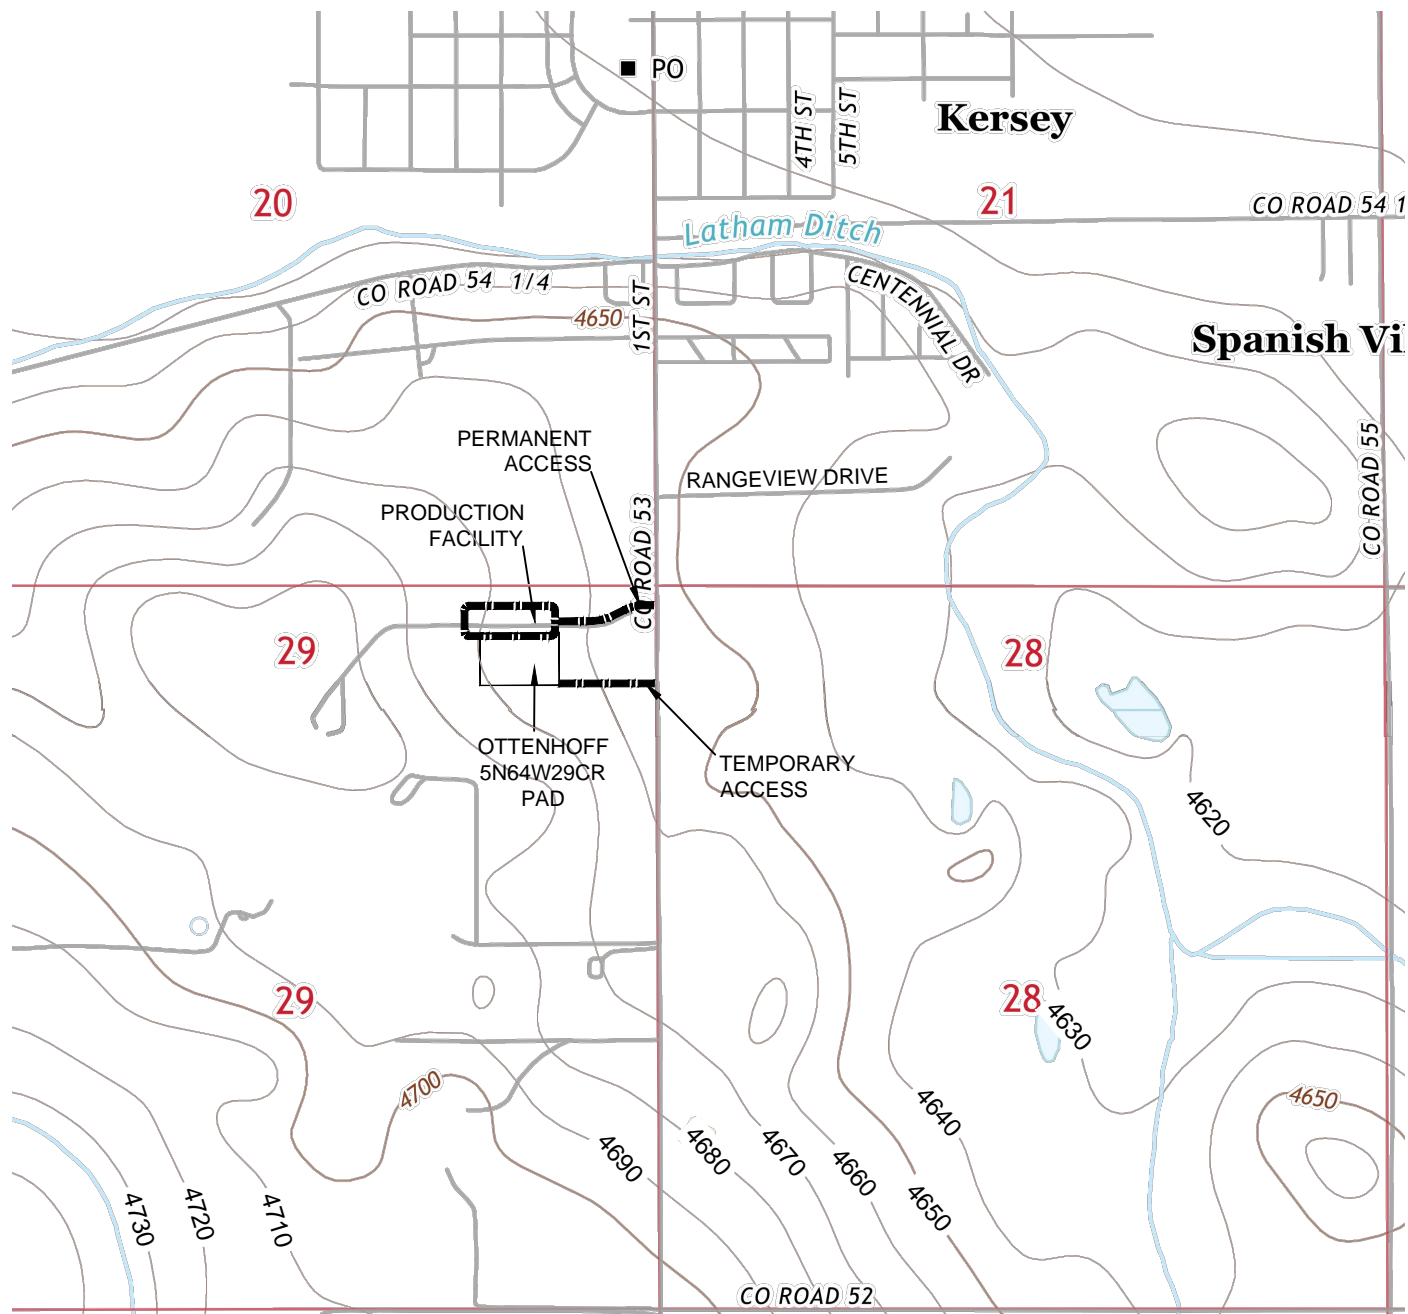 PO
4TH ST
5TH ST
Kersey
20
21
CO ROAD 54 1
Latham Ditch
CO ROAD 54 1/4
1ST ST
CENTENNIAL DR
4650
Spanish Vil
PERMANENT
ACCESS
RANGEVIEW DRIVE
CO ROAD 55
PRODUCTION
FACILITY
CO ROAD 53
29
28
OTTENHOFF
5N64W29CR
PAD
TEMPORARY
ACCESS
4620
29
28
4630
4700
4640
4650
4690
4680
4670
4660
4650
4730
4720
4710
CO ROAD 52